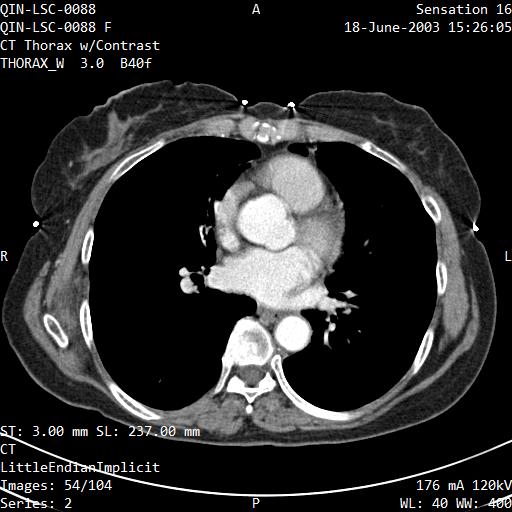 QIN-LSC-0088
A
Sensation 16
QIN-LSC-0088 F
18-June-2003 15:26:05
CT Thorax w/Contrast
THORAX_W 3.0 B40f
R
L
ST: 3.00 mm SL: 237.00 mm
CT
LittleEndianImplicit
Images: 54/104
176 mA 120kV
Series: 2
P
WL: 40 WW: 400